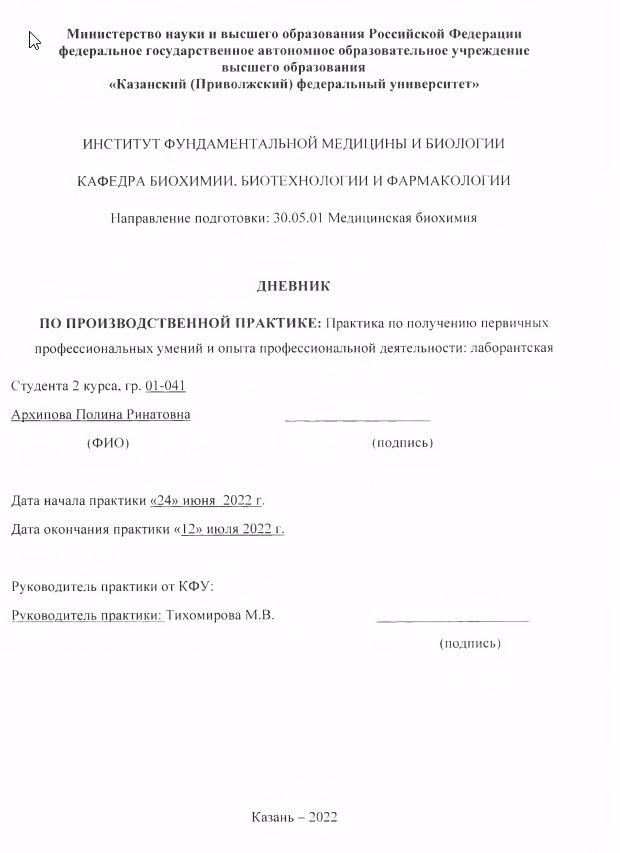 Министерство науки и высшего образования Российской Федерации
федеральное государственное автономное образовательное учреждение
высшего образования
«Казанский (Приволжский) федеральный университет»
ИНСТИТУТ ФУНДАМЕНТАЛЬНОЙ МЕДИЦИНЫ И БИОЛОГИИ
КАФЕДРА БИОХИМИИ, БИОТЕХНОЛОГИИ И ФАРМАКОЛОГИИ
Направление подготовки: 30.05.01 Медицинская биохимия
ДНЕВНИК
ПО ПРОИЗВОДСТВЕННОЙ ПРАКТИКЕ: Практика по получению первичных
профессиональных умений и опыта профессиональной деятельности: лаборантская
Студента 2 курса, гр. 01-041
Архипова Полина Ринатовна ____________________
(ФИО) (подпись)
Дата начала практики «24» июня 2022 г.
Дата окончания практики «12» июля 2022 г.
Руководитель практики от КФУ:
Руководитель практики: Тихомирова М.В. ____________________
(подпись)
Казань – 2022